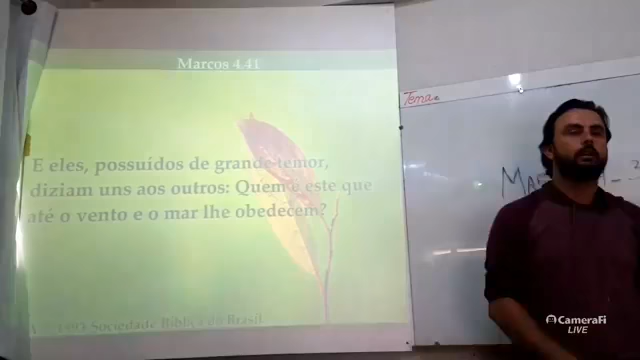 Marcos 4.41
E eles, possuídos de grande temor,
diziam uns aos outros: Quem é este que
até o vento e o mar lhe obedecem?
1993 Sociedade Bíblica do Brasil
Tema:
CameraFi
LIVE